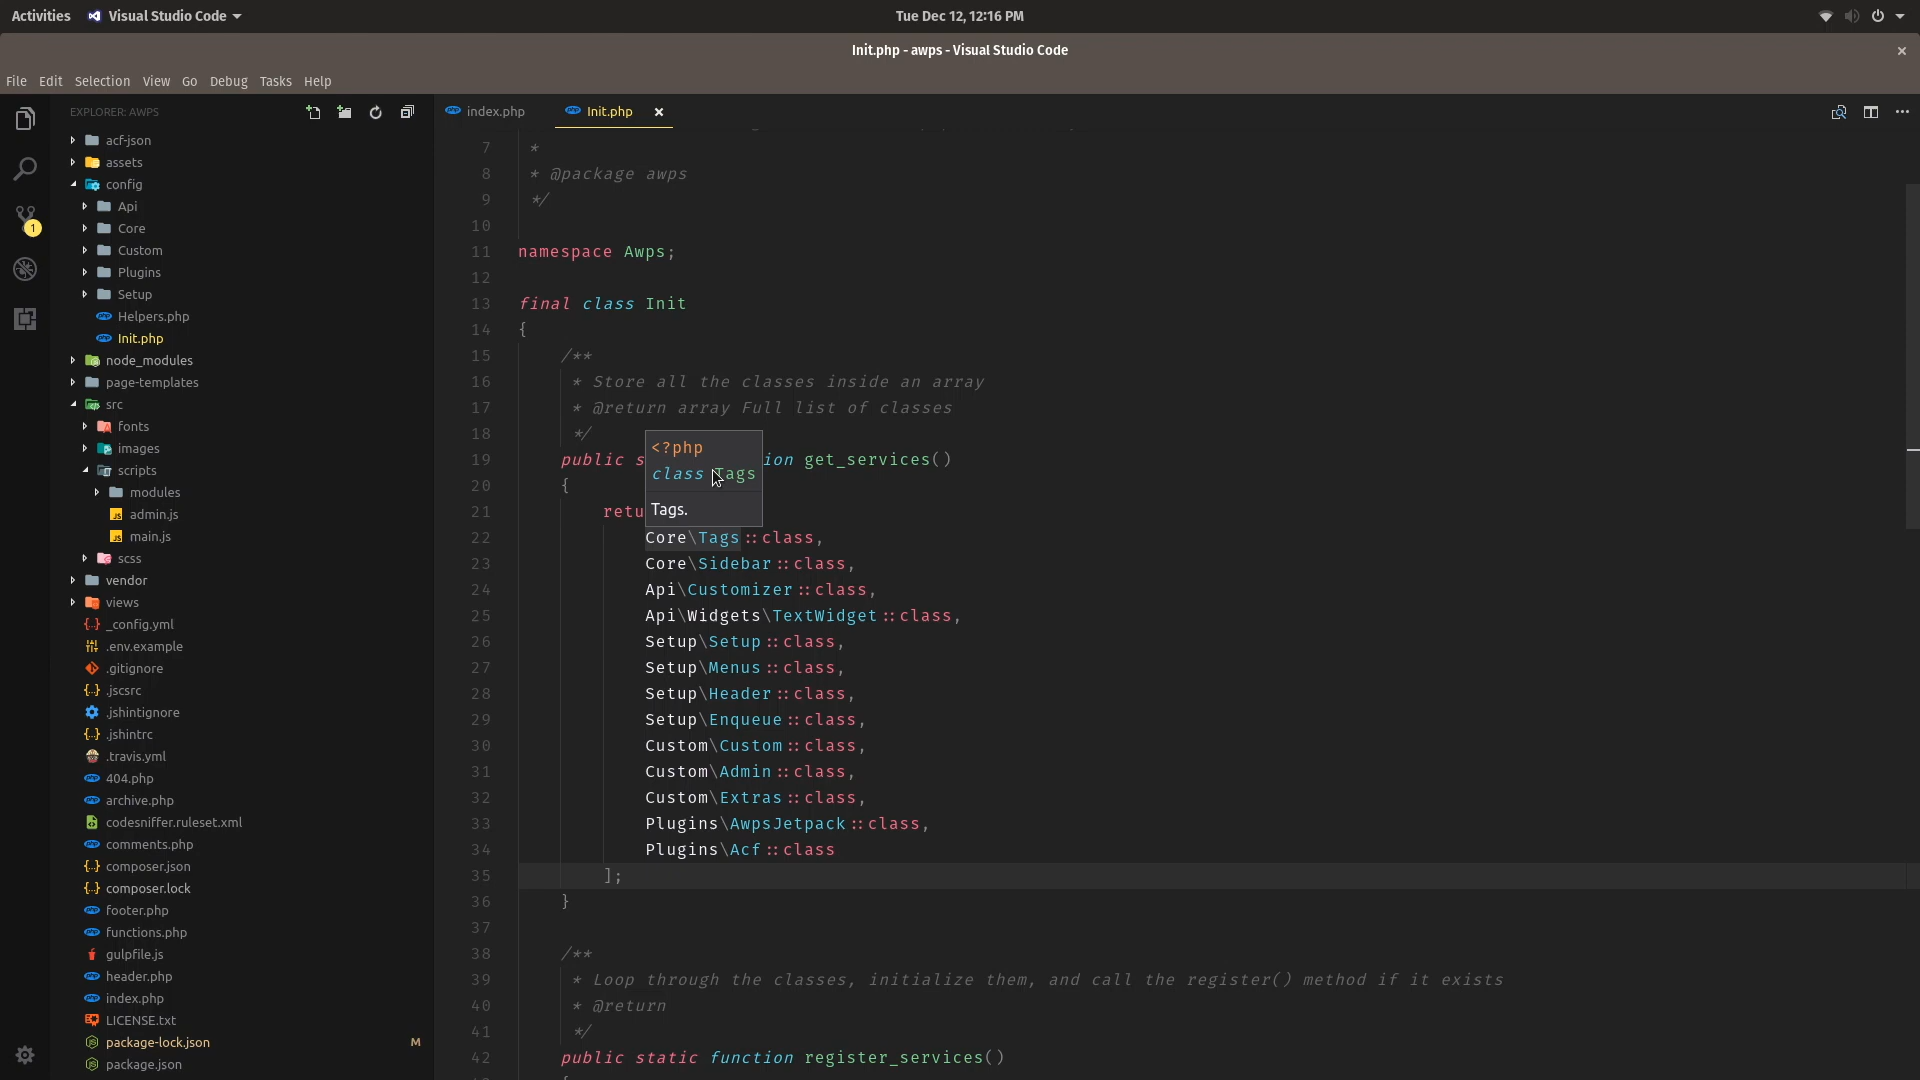 Activities Visual Studio Code Tue Dec 12, 12:16 PM
Init.php - awps - Visual Studio Code
File Edit Selection View Go Debug Tasks Help
EXPLORER: AWPS
acf-json
assets
config
Api
Core
Custom
Plugins
Setup
Helpers.php
Init.php
node_modules
page-templates
src
fonts
images
scripts
modules
admin.js
main.js
scss
vendor
views
_config.yml
.env.example
.gitignore
.jscsrc
.jshintignore
.jshintrc
.travis.yml
404.php
archive.php
codesniffer.ruleset.xml
comments.php
composer.json
composer.lock
footer.php
functions.php
gulpfile.js
header.php
index.php
LICENSE.txt
package-lock.json M
package.json
1
index.php Init.php
7 *
8 * @package awps
9 */
10
11 namespace Awps;
12
13 final class Init
14 {
15 /**
16 * Store all the classes inside an array
17 * @return array Full list of classes
18 */
<?php
19 public s ion get_services()
class Tags
20 {
Tags.
21 retu
22 Core\Tags::class,
23 Core\Sidebar::class,
24 Api\Customizer::class,
25 Api\Widgets\TextWidget::class,
26 Setup\Setup::class,
27 Setup\Menus::class,
28 Setup\Header::class,
29 Setup\Enqueue::class,
30 Custom\Custom::class,
31 Custom\Admin::class,
32 Custom\Extras::class,
33 Plugins\AwpsJetpack::class,
34 Plugins\Acf::class
35 ];
36 }
37
38 /**
39 * Loop through the classes, initialize them, and call the register() method if it exists
40 * @return
41 */
42 public static function register_services()